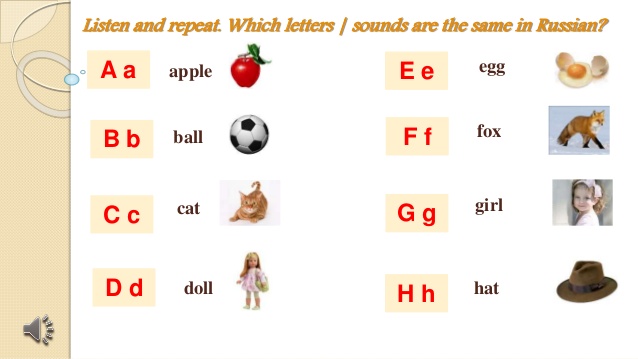 Listen and repeat. Which letters / sounds are the same in Russian?
A a apple
E e egg
B b ball
F f fox
C c cat
G g girl
D d doll
H h hat